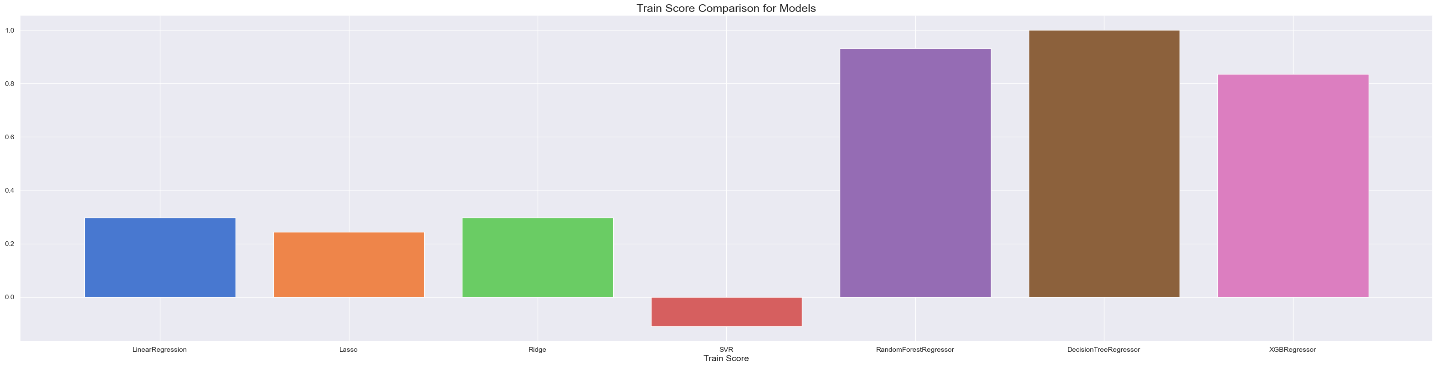 Train Score Comparison for Models
1.0
0.8
0.6
0.4
0.2
0.0
LinearRegression Lasso Ridge SVR RandomForestRegressor DecisionTreeRegressor XGBRegressor
Train Score